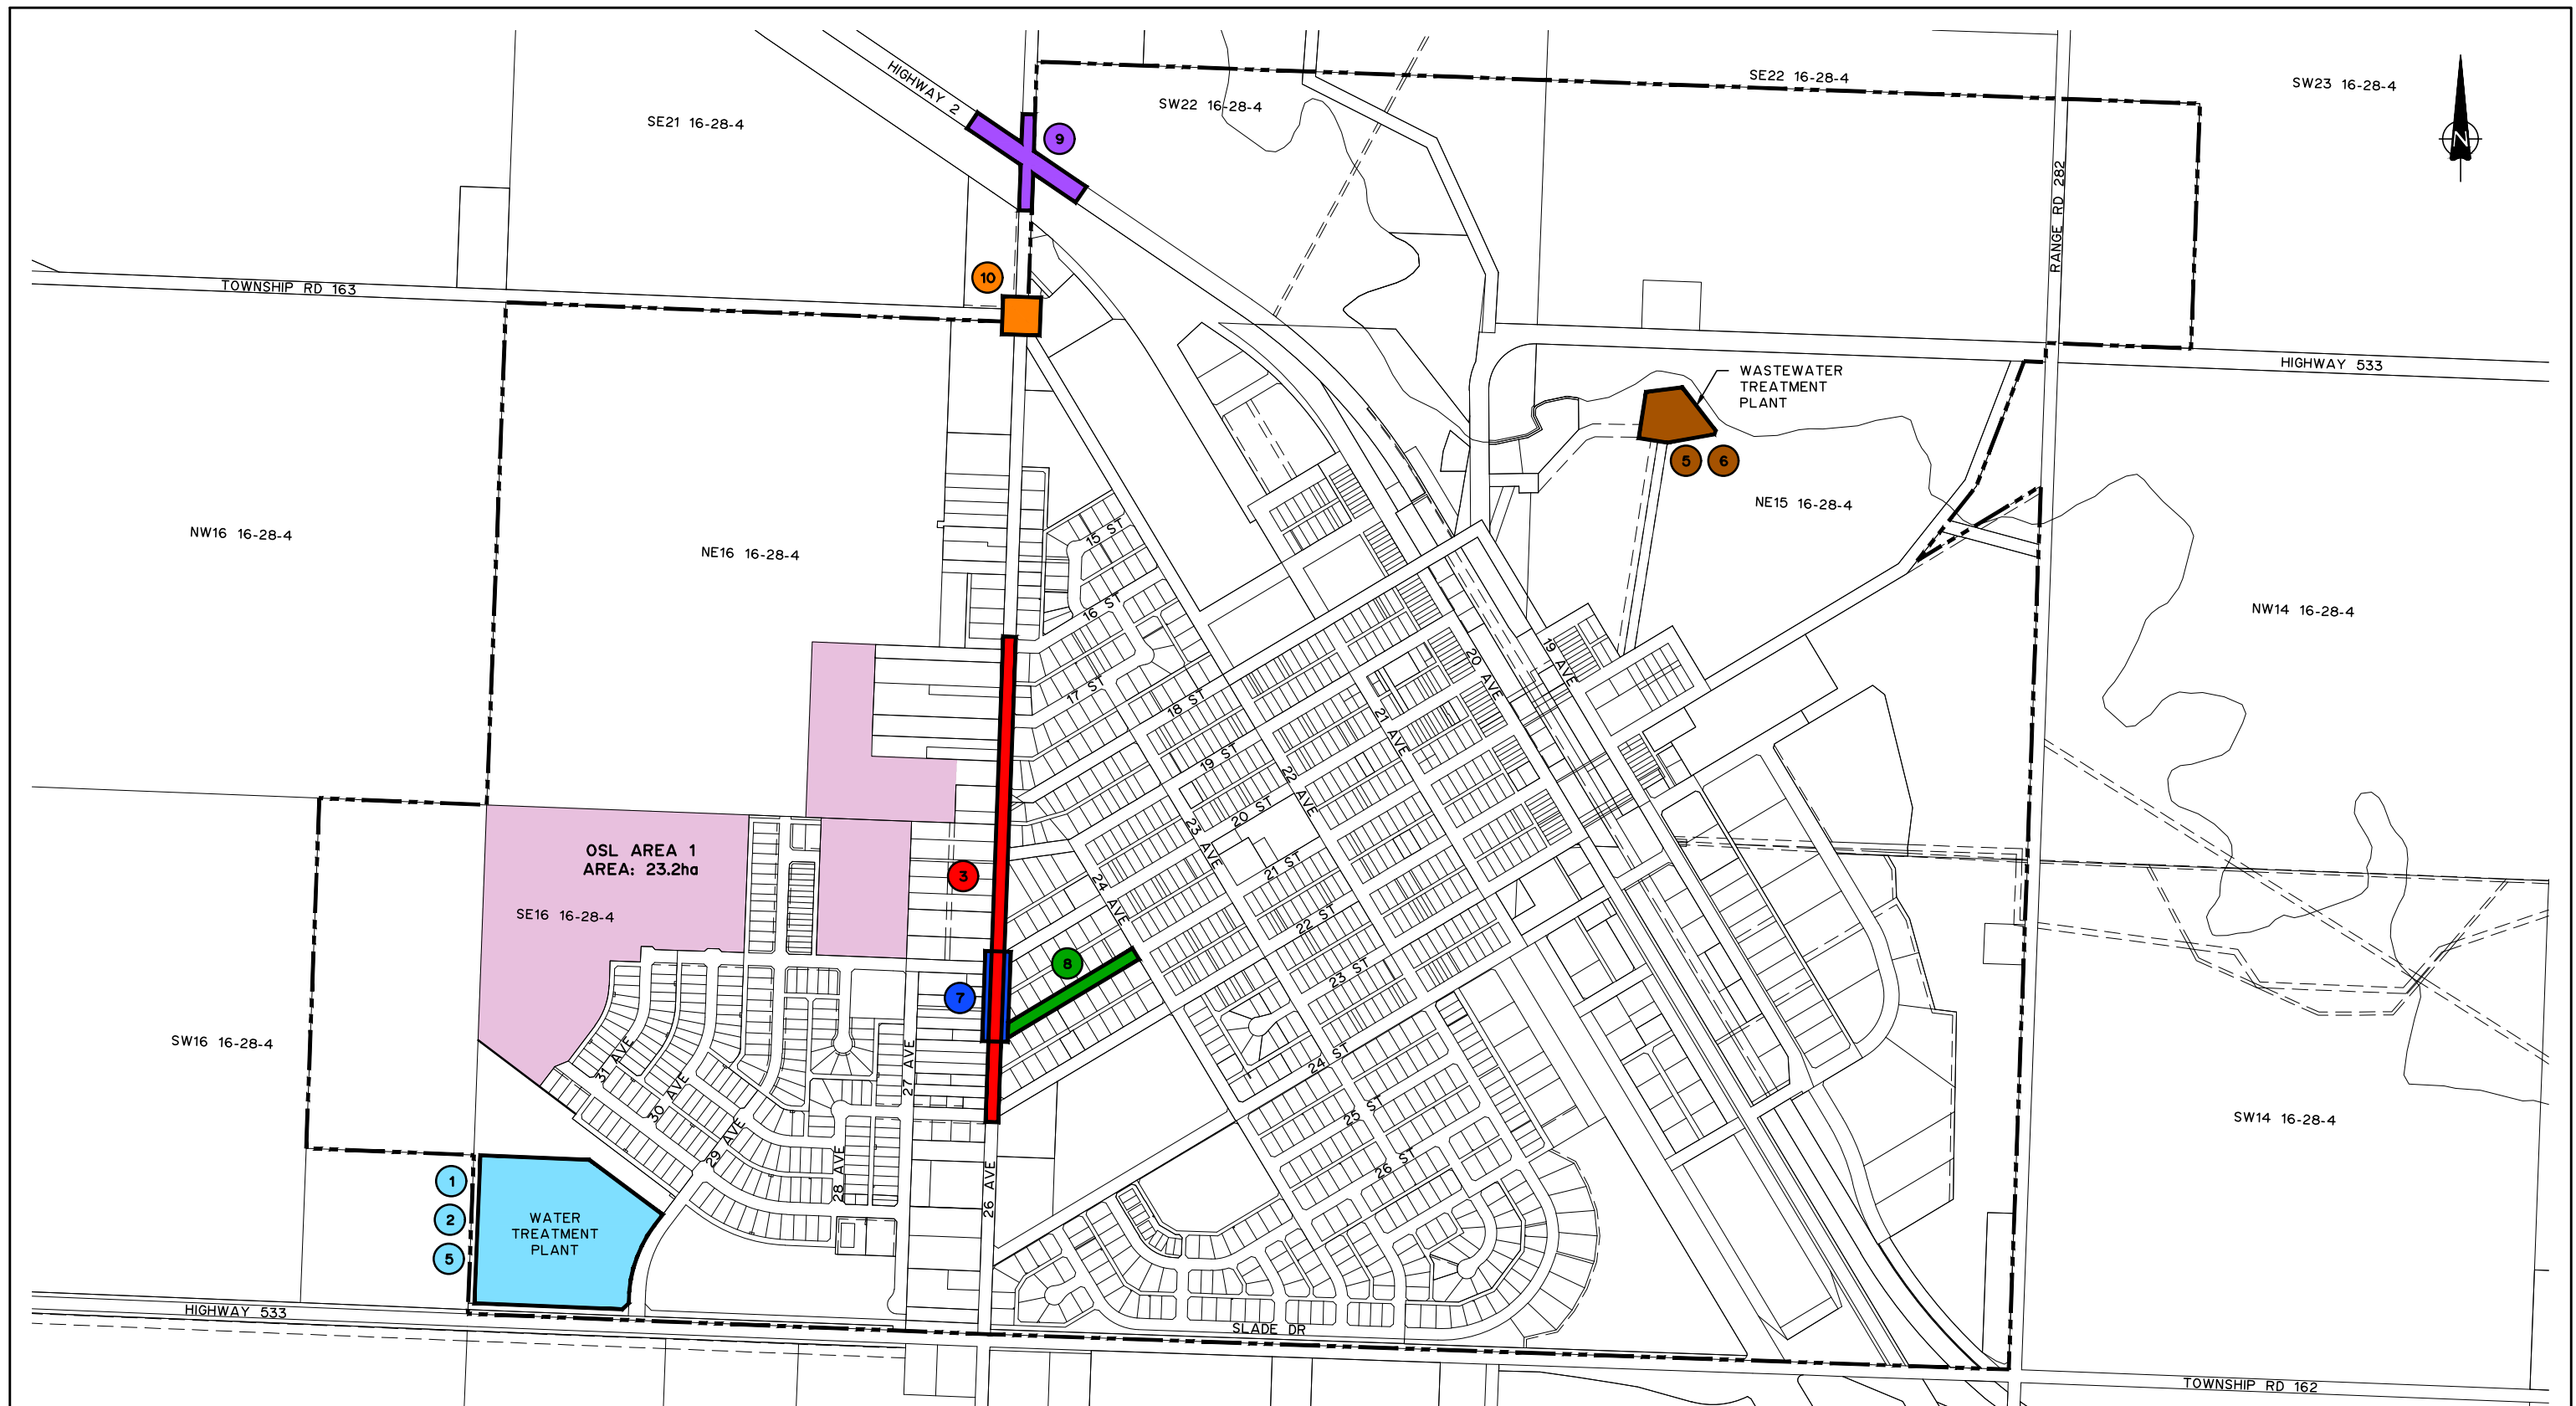 HIGHWAY 2
SE22 16-28-4
SW23 16-28-4
SW22 16-28-4
SE21 16-28-4
9
N
RANGE RD 282
10
TOWNSHIP RD 163
HIGHWAY 533
WASTEWATER
TREATMENT
PLANT
5
6
NE15 16-28-4
NW16 16-28-4
NE16 16-28-4
15 ST
16 ST
17 ST
18 ST
19 ST
20 ST
21 ST
22 ST
23 ST
24 ST
25 ST
26 ST
19 AVE
20 AVE
21 AVE
22 AVE
23 AVE
24 AVE
NW14 16-28-4
OSL AREA 1
AREA: 23.2ha
SE16 16-28-4
3
8
7
SW16 16-28-4
31 AVE
30 AVE
29 AVE
28 AVE
27 AVE
26 AVE
SW14 16-28-4
1
2
5
WATER
TREATMENT
PLANT
HIGHWAY 533
SLADE DR
TOWNSHIP RD 162